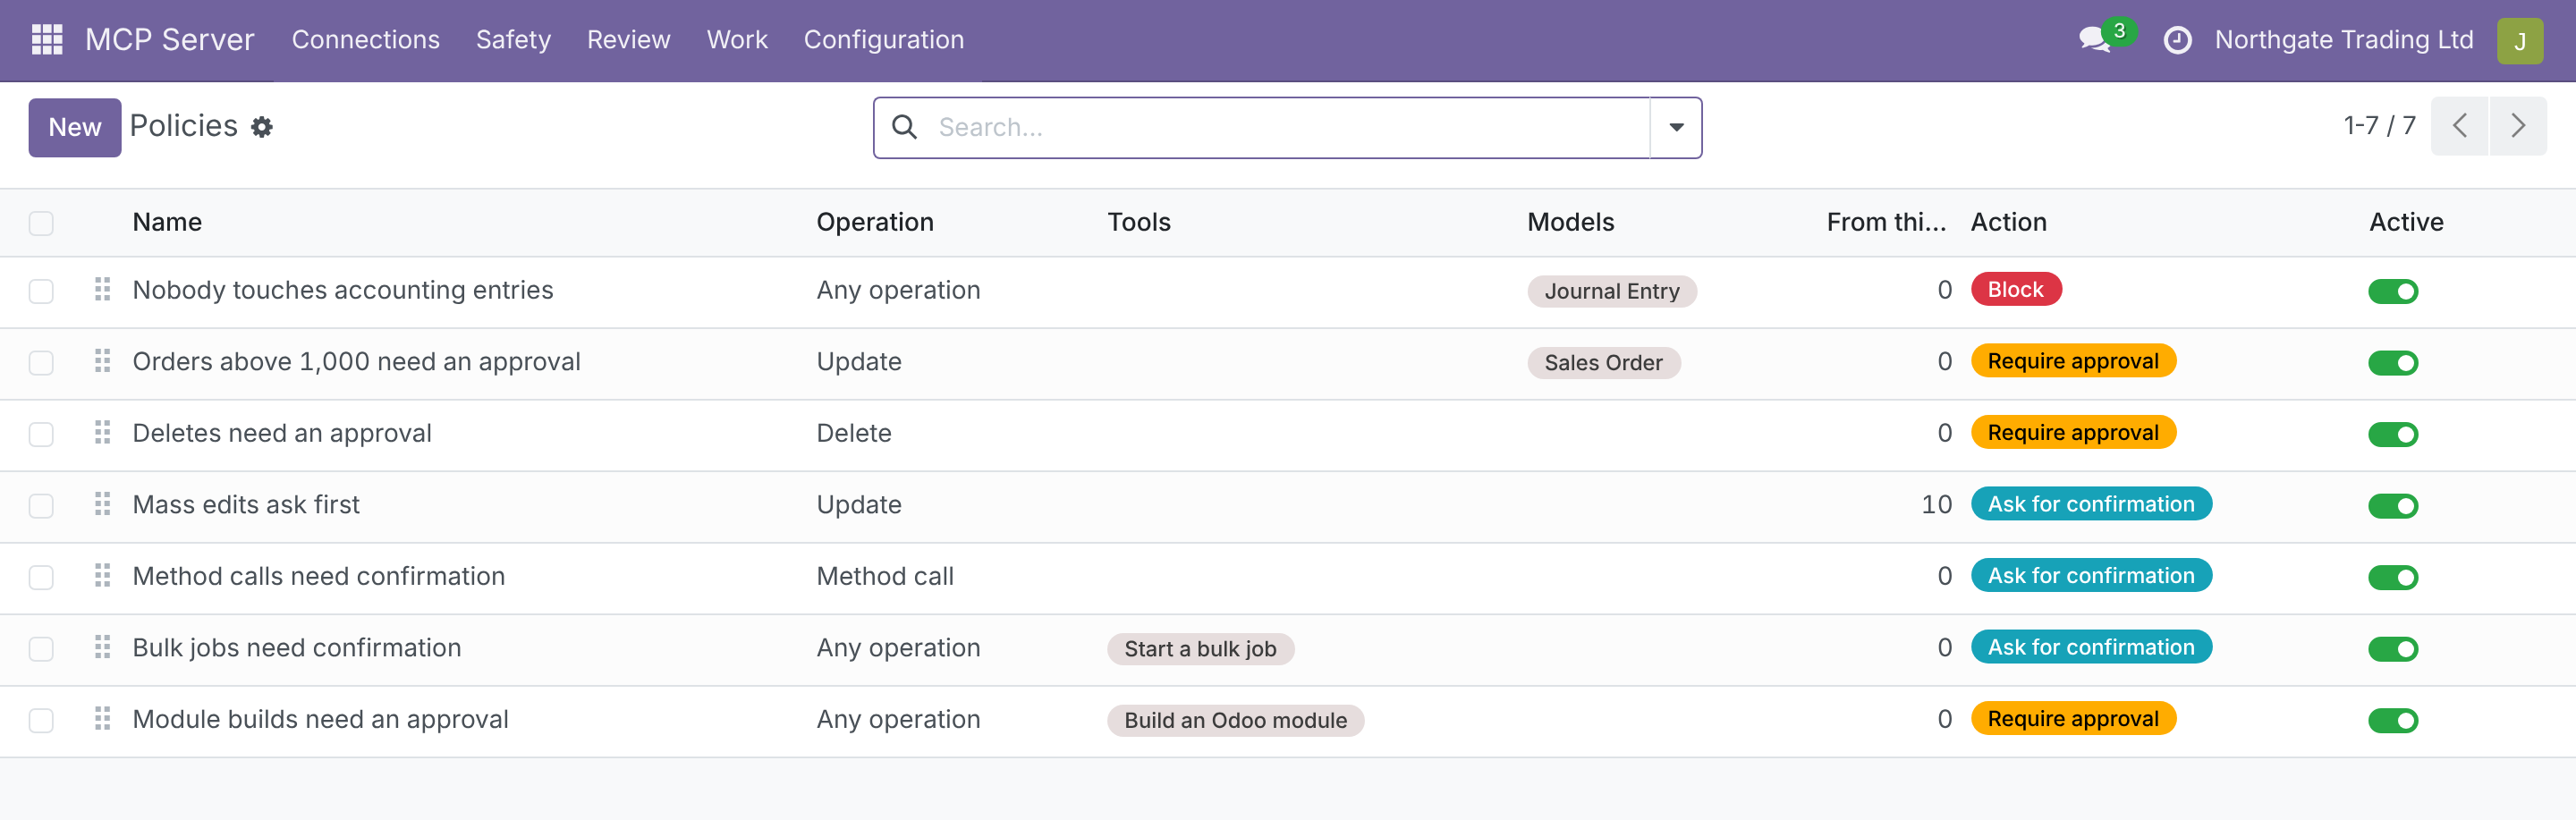 MCP Server Connections Safety Review Work Configuration 3 Northgate Trading Ltd J
New Policies Search... 1-7 / 7
Name Operation Tools Models From thi... Action Active
Nobody touches accounting entries Any operation Journal Entry 0 Block
Orders above 1,000 need an approval Update Sales Order 0 Require approval
Deletes need an approval Delete 0 Require approval
Mass edits ask first Update 10 Ask for confirmation
Method calls need confirmation Method call 0 Ask for confirmation
Bulk jobs need confirmation Any operation Start a bulk job 0 Ask for confirmation
Module builds need an approval Any operation Build an Odoo module 0 Require approval